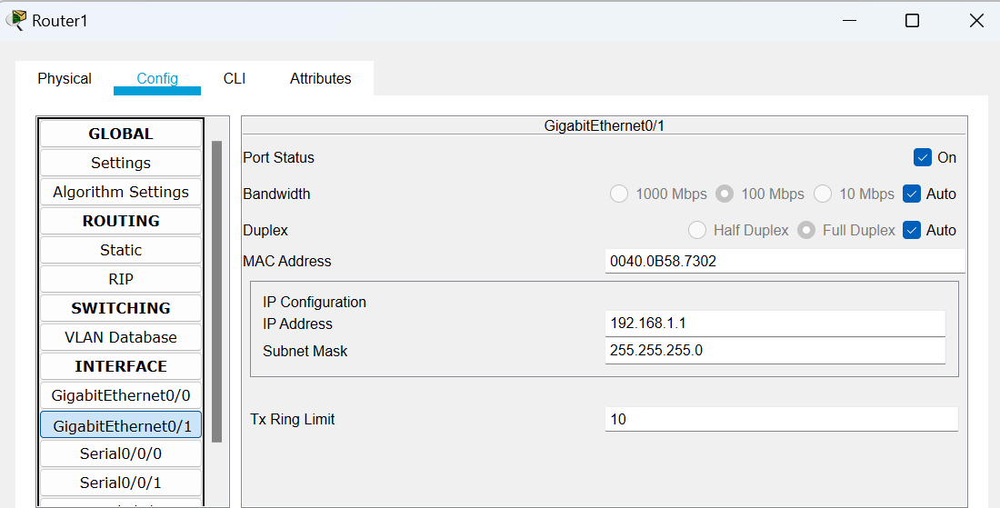 Router1
Physical Config CLI Attributes
GLOBAL
Settings
Algorithm Settings
ROUTING
Static
RIP
SWITCHING
VLAN Database
INTERFACE
GigabitEthernet0/0
GigabitEthernet0/1
Serial0/0/0
Serial0/0/1
GigabitEthernet0/1
Port Status On
Bandwidth 1000 Mbps 100 Mbps 10 Mbps Auto
Duplex Half Duplex Full Duplex Auto
MAC Address 0040.0B58.7302
IP Configuration
IP Address 192.168.1.1
Subnet Mask 255.255.255.0
Tx Ring Limit 10